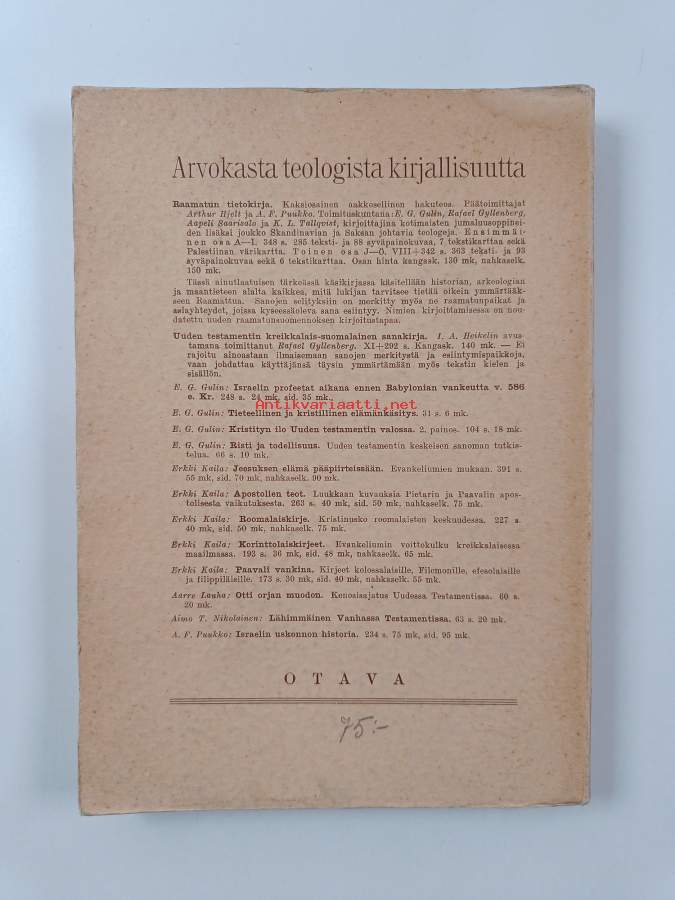 Arvokasta teologista kirjallisuutta
Raamatun tietokirja. Kaksiosainen aakkosellinen hakuteos. Päätoimittajat
Arthur Hjelt ja A. F. Puukko. Toimituskuntana: E. G. Gulin, Rafael Gyllenberg,
Aapeli Saarisalo ja K. L. Tallqvist, kirjoittajina kotimaisten jumaluusoppinei-
den lisäksi joukko Skandinavian ja Saksan johtavia teologeja. Ensimmäi-
nen osa A—I. 348 s. 285 teksti- ja 88 syväpainokuvaa, 7 tekstikarttaa sekä
Palestiinan värikartta. Toinen osa J—Ö. VIII+342 s. 363 teksti- ja 93
syväpainokuvaa sekä 6 tekstikarttaa. Osan hinta kangask. 130 mk, nahkaselk.
150 mk.
Tässä ainutlaatuisen tärkeässä käsikirjassa käsitellään historian, arkeologian
ja maantieteen alalta kaikkea, mitä lukijan tarvitsee tietää oikein ymmärtääk-
seen Raamattua. Sanojen selityksiin on merkitty myös ne raamatunpaikat ja
asiayhteydet, joissa kyseessäoleva sana esiintyy. Nimien kirjoittamisessa on nou-
datettu uuden raamatunsuomennoksen kirjoitustapaa.
Uuden testamentin kreikkalais-suomalainen sanakirja. I. A. Heikelin avus-
tamana toimittanut Rafael Gyllenberg. XI+292 s. Kangask. 140 mk. — Ei
rajoitu ainoastaan ilmaisemaan sanojen merkitystä ja esiintymispaikkoja,
vaan johdattaa käyttäjänsä täysin ymmärtämään myös tekstin kielen ja
sisällön.
E. G. Gulin: Israelin profeetat aikana ennen Babylonian vankeutta v. 586
e. Kr. 248 s. 24 mk, sid. 35 mk.
Antikvariaatti.net
E. G. Gulin: Tieteellinen ja kristillinen elämänkäsitys. 31 s. 6 mk.
E. G. Gulin: Kristityn ilo Uuden testamentin valossa. 2. painos. 104 s. 18 mk.
E. G. Gulin: Risti ja todellisuus. Uuden testamentin keskeisen sanoman tutkis-
telua. 66 s. 10 mk.
Erkki Kaila: Jeesuksen elämä pääpiirteissään. Evankeliumien mukaan. 391 s.
55 mk, sid. 70 mk, nahkaselk. 90 mk.
Erkki Kaila: Apostolien teot. Luukkaan kuvauksia Pietarin ja Paavalin apos-
tolisesta vaikutuksesta. 263 s. 40 mk, sid. 50 mk, nahkaselk. 75 mk.
Erkki Kaila: Roomalaiskirje. Kristinusko roomalaisten keskuudessa. 227 s.
40 mk, sid. 50 mk, nahkaselk. 75 mk.
Erkki Kaila: Korinttolaiskirjeet. Evankeliumin voittokulku kreikkalaisessa
maailmassa. 193 s. 36 mk, sid. 48 mk, nahkaselk. 65 mk.
Erkki Kaila: Paavali vankina. Kirjeet kolossalaisille, Filemonille, efesolaisille
ja filippiläisille. 173 s. 30 mk, sid. 40 mk, nahkaselk. 55 mk.
Aarre Lauha: Otti orjan muodon. Kenosisajatus Uudessa Testamentissa. 60 s.
20 mk.
Aimo T. Nikolainen: Lähimmäinen Vanhassa Testamentissa. 63 s. 20 mk.
A. F. Puukko: Israelin uskonnon historia. 234 s. 75 mk, sid. 95 mk.
OTAVA
75:-